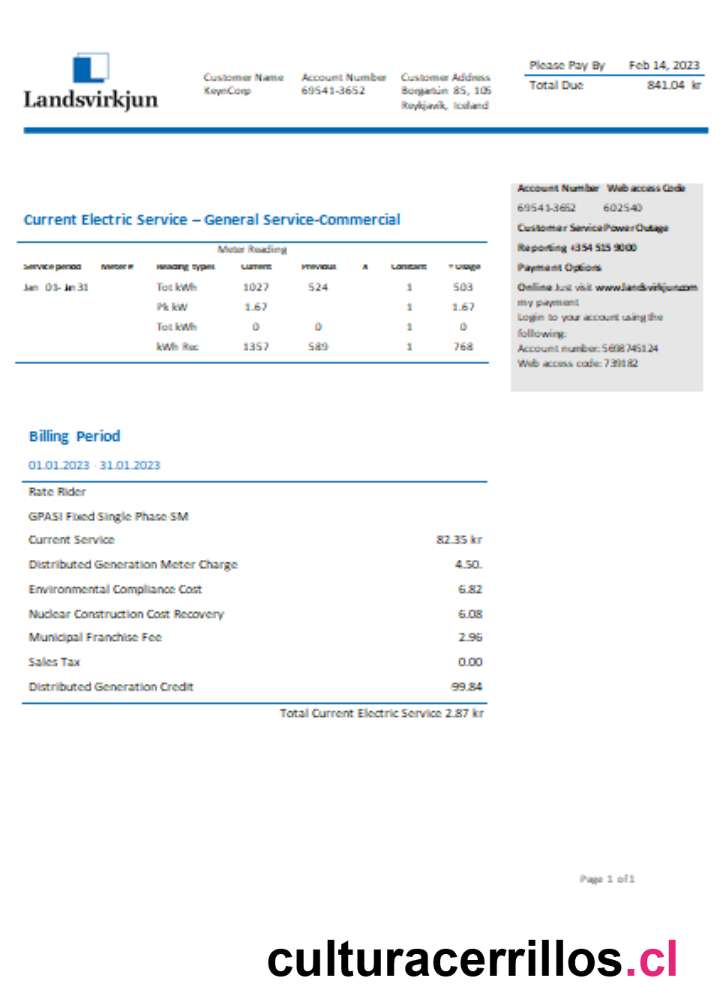 Landsvirkjun
Customer Name Account Number Customer Address
KeynCorp 69541-3652 Borgartún 85, 105
Reykjavík, Iceland
Please Pay By Feb 14, 2023
Total Due 841.04 kr
Current Electric Service – General Service-Commercial
Meter Reading
Service period Meter # Reading types Current Previous X Constant = Usage
Jan 01- Jan 31 Tot kWh 1027 524 1 503
Pk kW 1.67 1 1.67
Tot kWh 0 0 1 0
kWh Rec 1357 589 1 768
Account Number Web access Code
69541-3652 602540
Customer Service Power Outage
Reporting +354 515 9000
Payment Options
Online Just visit www.landsvirkjun.com
my payment
Login to your account using the
following:
Account number: 5698745124
Web access code: 739182
Billing Period
01.01.2023 - 31.01.2023
Rate Rider
GPASI Fixed Single Phase SM
Current Service 82.35 kr
Distributed Generation Meter Charge 4.50.
Environmental Compliance Cost 6.82
Nuclear Construction Cost Recovery 6.08
Municipal Franchise Fee 2.96
Sales Tax 0.00
Distributed Generation Credit -99.84
Total Current Electric Service 2.87 kr
Page 1 of 1
culturacerrillos.cl